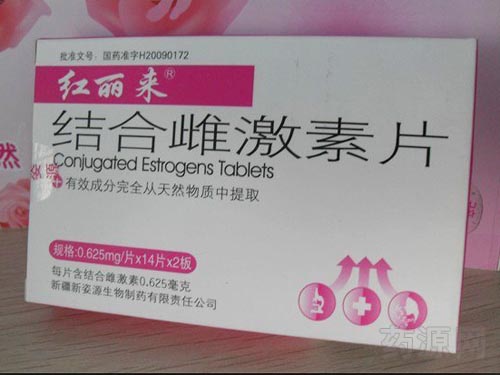 批准文号：国药准字H20090172
红丽来®
结合雌激素片
Conjugated Estrogens Tablets
有效成分完全从天然物质中提取
规格:0.625mg/片x14片x2板
每片含结合雌激素0.625毫克
新疆新姿源生物制药有限责任公司
然
药源网